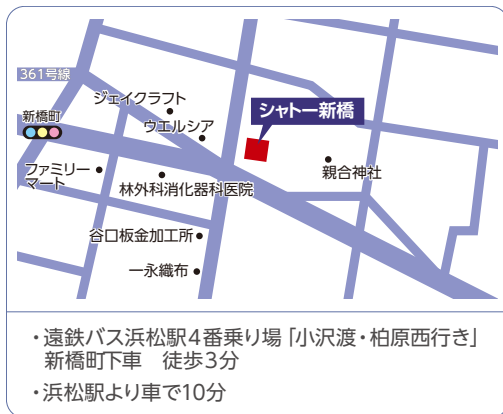 361号線
ジェイクラフト
シャトー新橋
新橋町
ウエルシア
ファミリー
マート
親合神社
林外科消化器科医院
谷口板金加工所
一永織布
・遠鉄バス浜松駅4番乗り場「小沢渡・柏原西行き」
新橋町下車　徒歩3分
・浜松駅より車で10分